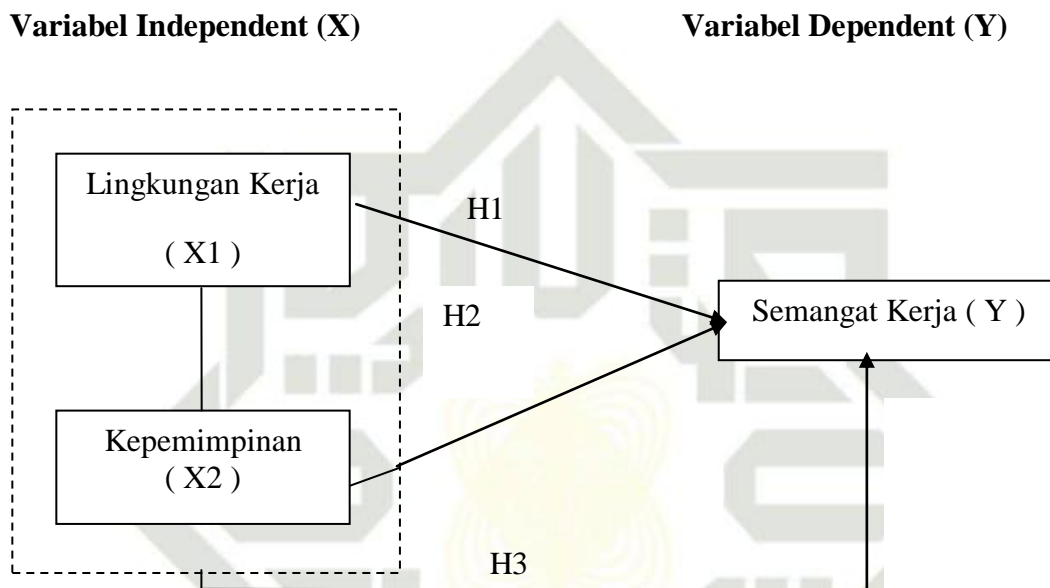 Variabel Independent (X)
Variabel Dependent (Y)
Lingkungan Kerja
( X1 )
H1
Semangat Kerja ( Y )
H2
Kepemimpinan
( X2 )
H3